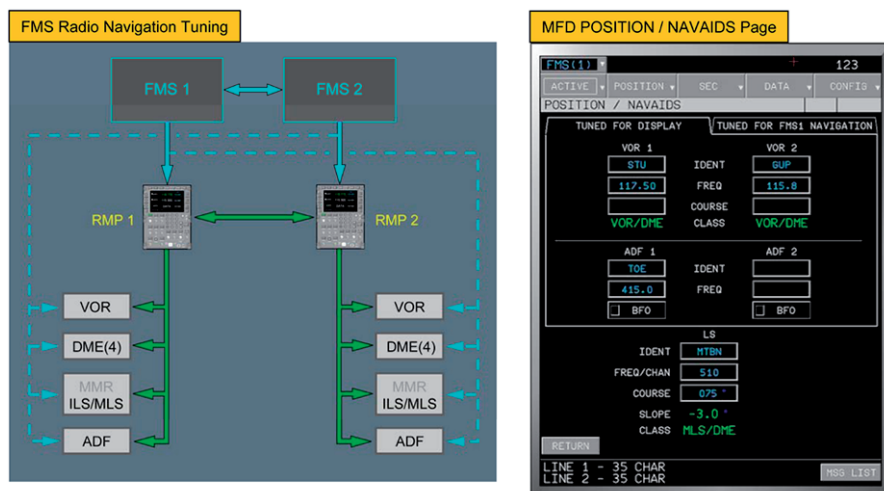 FMS Radio Navigation Tuning
FMS 1
FMS 2
RMP 1
RMP 2
VOR
DME(4)
MMR
ILS/MLS
ADF
VOR
DME(4)
MMR
ILS/MLS
ADF
MFD POSITION / NAVAIDS Page
FMS(1)
123
ACTIVE POSITION SEC DATA CONFIG
POSITION / NAVAIDS
TUNED FOR DISPLAY TUNED FOR FMS1 NAVIGATION
VOR 1 VOR 2
STU IDENT GUP
117.50 FREQ 115.8
COURSE
VOR/DME CLASS VOR/DME
ADF 1 ADF 2
TOE IDENT
415.0 FREQ
BFO BFO
LS
IDENT MTBN
FREQ/CHAN 510
COURSE 075 °
SLOPE -3.0 °
CLASS MLS/DME
RETURN
LINE 1 - 35 CHAR
LINE 2 - 35 CHAR
MSG LIST